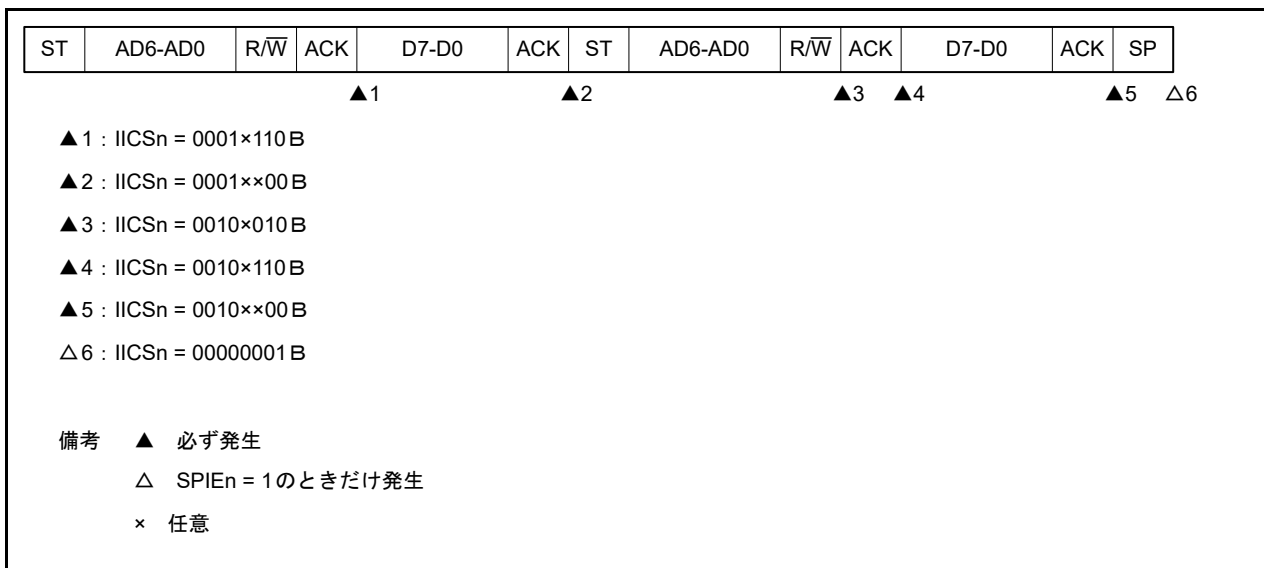 ST AD6-AD0 R/W̅ ACK D7-D0 ACK ST AD6-AD0 R/W̅ ACK D7-D0 ACK SP
▲1 ▲2 ▲3 ▲4 ▲5 △6
▲1：IICSn = 0001×110B
▲2：IICSn = 0001××00B
▲3：IICSn = 0010×010B
▲4：IICSn = 0010×110B
▲5：IICSn = 0010××00B
△6：IICSn = 00000001B
備考 ▲ 必ず発生
△ SPIEn = 1のときだけ発生
× 任意